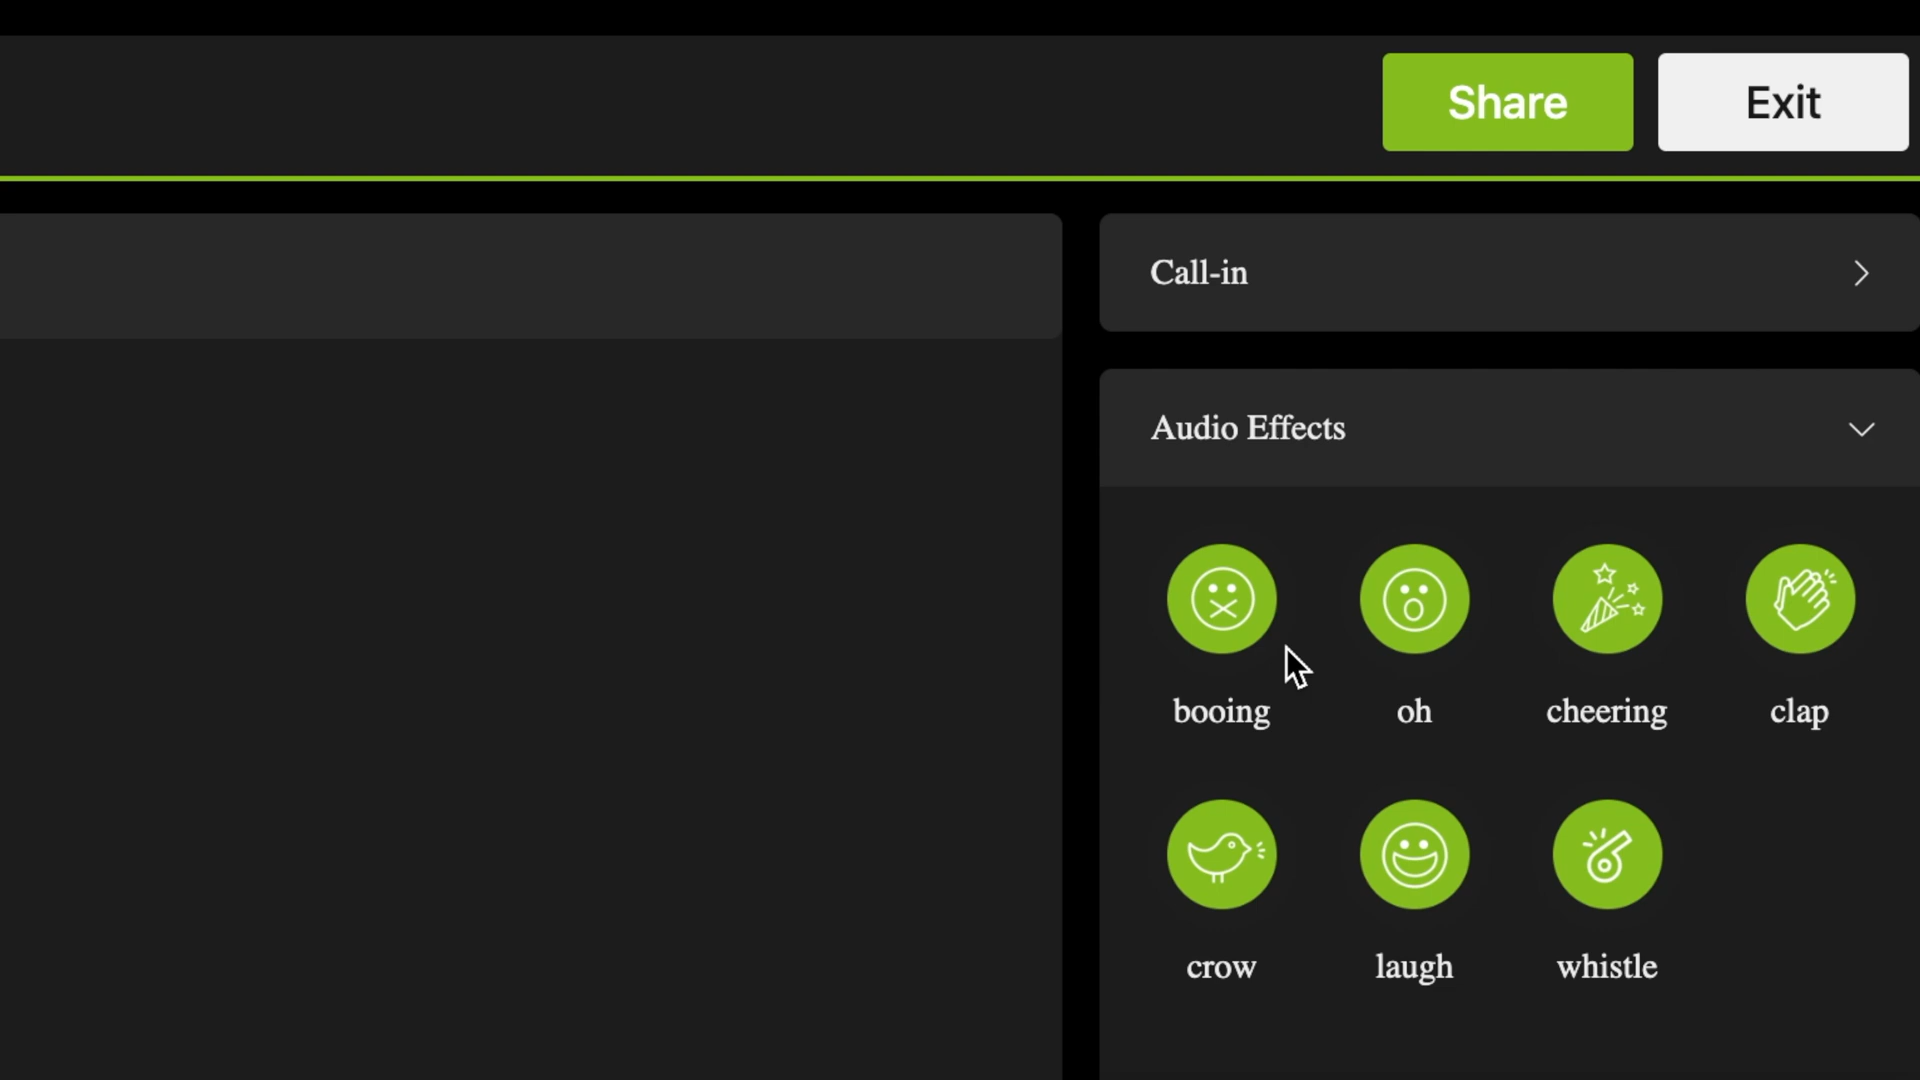 Share Exit
Call-in
Audio Effects
booing oh cheering clap
crow laugh whistle